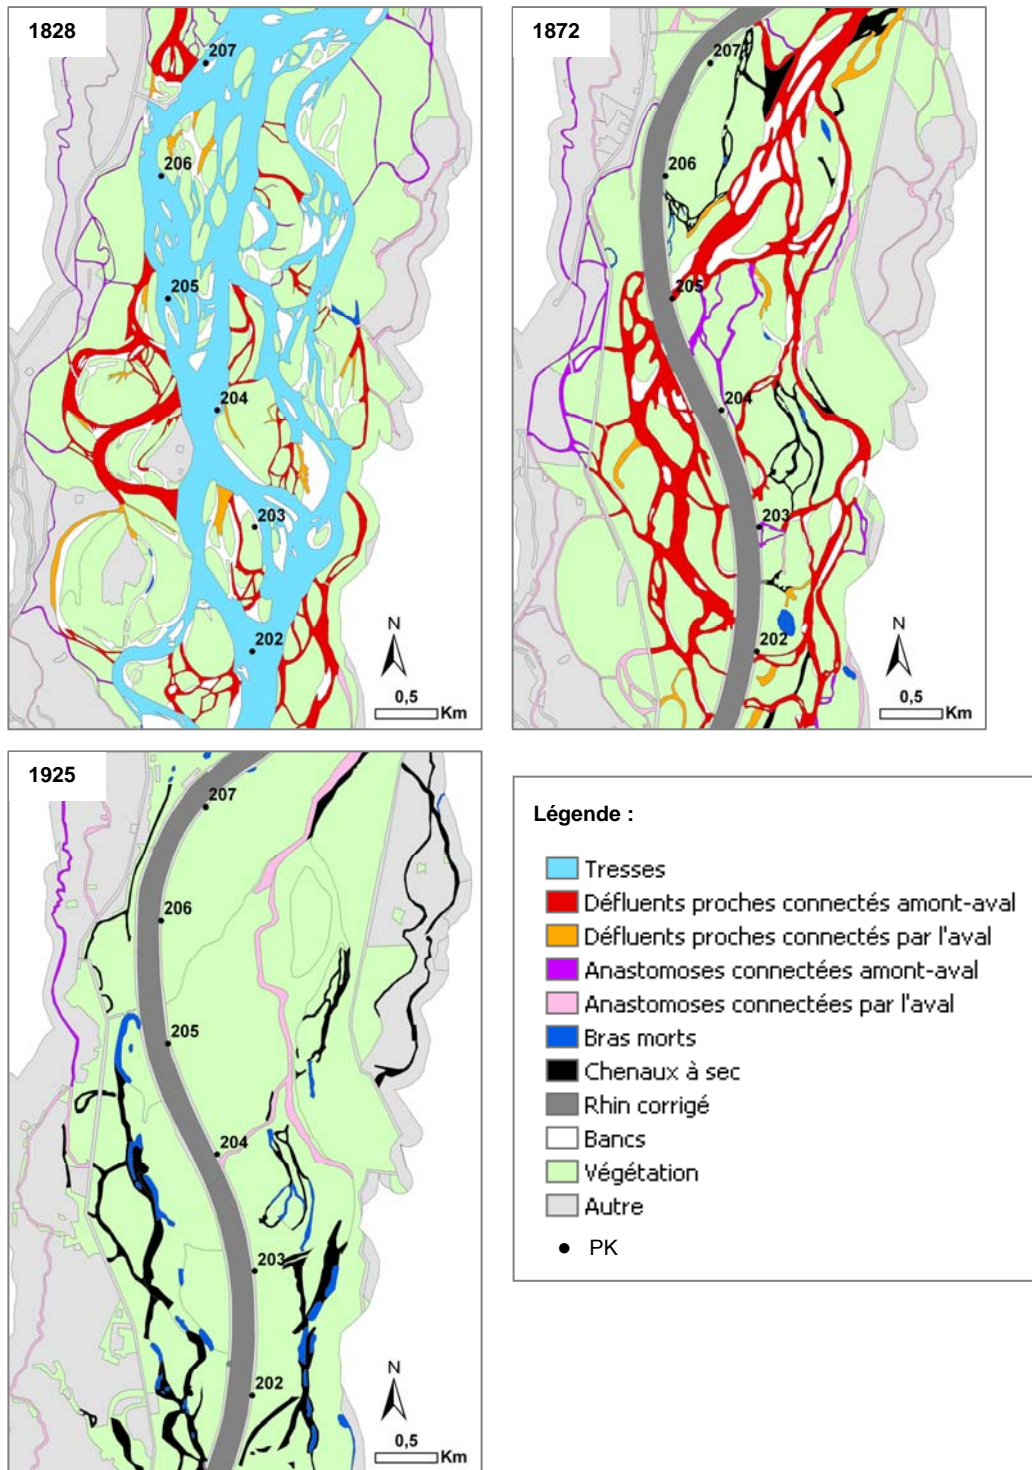 1828
207
206
205
204
203
202
N
0,5
Km
1872
207
206
205
204
203
202
N
0,5
Km
1925
207
206
205
204
203
202
N
0,5
Km
Légende :
Tresses
Défluents proches connectés amont-aval
Défluents proches connectés par l'aval
Anastomoses connectées amont-aval
Anastomoses connectées par l'aval
Bras morts
Chenaux à sec
Rhin corrigé
Bancs
Végétation
Autre
PK